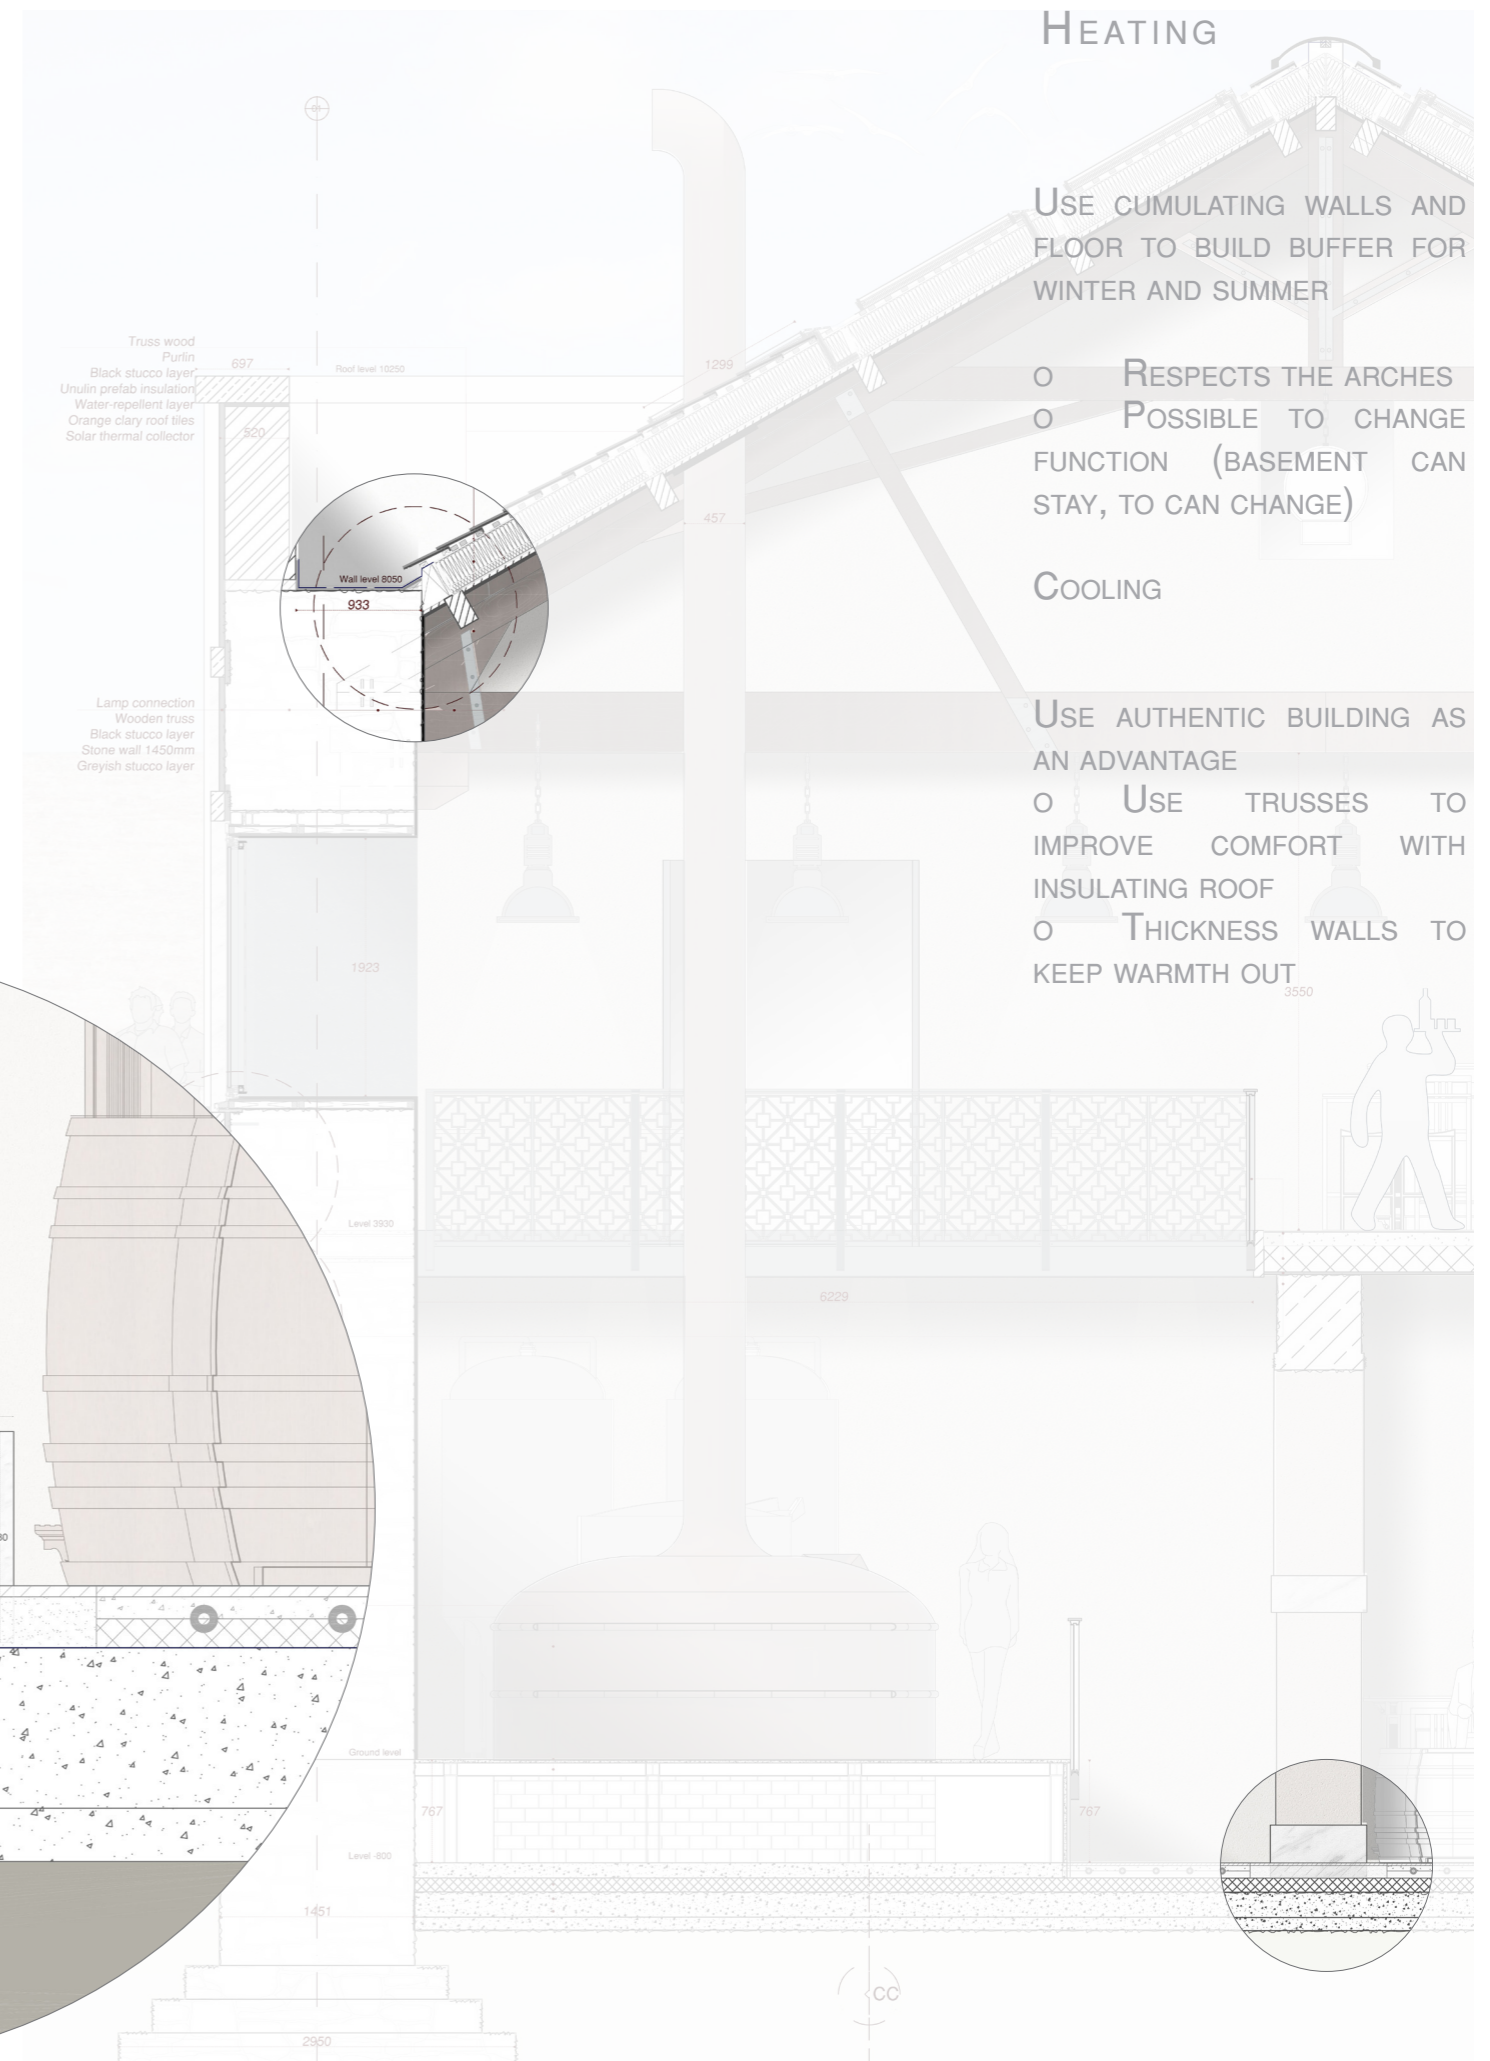 HEATING
USE CUMULATING WALLS AND
FLOOR TO BUILD BUFFER FOR
WINTER AND SUMMER
O RESPECTS THE ARCHES
O POSSIBLE TO CHANGE
FUNCTION (BASEMENT CAN
STAY, TO CAN CHANGE)
COOLING
USE AUTHENTIC BUILDING AS
AN ADVANTAGE
O USE TRUSSES TO
IMPROVE COMFORT WITH
INSULATING ROOF
O THICKNESS WALLS TO
KEEP WARMTH OUT
Truss wood
Purlin
Black stucco layer
Unulin prefab insulation
Water-repellent layer
Orange clary roof tiles
Solar thermal collector
697
Roof level 10250
1299
520
457
Wall level 8050
933
Lamp connection
Wooden truss
Black stucco layer
Stone wall 1450mm
Greyish stucco layer
1923
3550
Level 3930
6229
Ground level
767
767
Level -800
1451
CC
2950